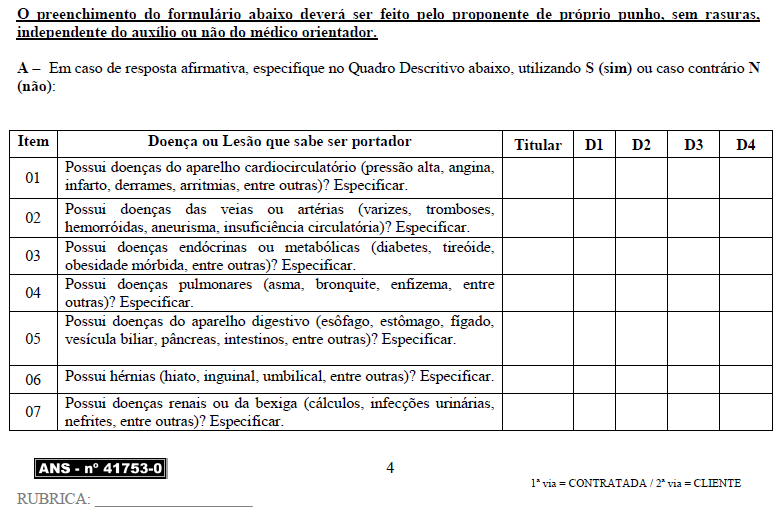 O preenchimento do formulário abaixo deverá ser feito pelo proponente de próprio punho, sem rasuras,
independente do auxílio ou não do médico orientador.
A – Em caso de resposta afirmativa, especifique no Quadro Descritivo abaixo, utilizando S (sim) ou caso contrário N
(não):
Item Doença ou Lesão que sabe ser portador Titular D1 D2 D3 D4
01 Possui doenças do aparelho cardiocirculatório (pressão alta, angina,
infarto, derrames, arritmias, entre outras)? Especificar.
02 Possui doenças das veias ou artérias (varizes, tromboses,
hemorróidas, aneurisma, insuficiência circulatória)? Especificar.
03 Possui doenças endócrinas ou metabólicas (diabetes, tireóide,
obesidade mórbida, entre outras)? Especificar.
04 Possui doenças pulmonares (asma, bronquite, enfizema, entre
outras)? Especificar.
05 Possui doenças do aparelho digestivo (esôfago, estômago, fígado,
vesícula biliar, pâncreas, intestinos, entre outras)? Especificar.
06 Possui hérnias (hiato, inguinal, umbilical, entre outras)? Especificar.
07 Possui doenças renais ou da bexiga (cálculos, infecções urinárias,
nefrites, entre outras)? Especificar.
ANS - nº 41753-0
4
1ª via = CONTRATADA / 2ª via = CLIENTE
RUBRICA: ____________________